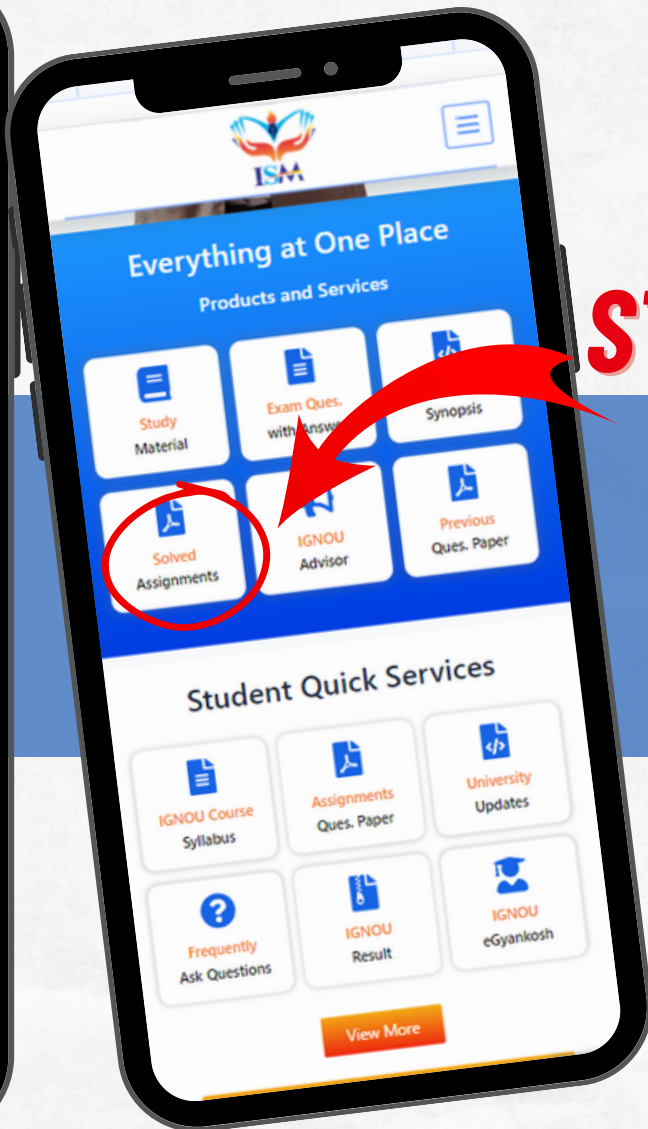 ISM
Everything at One Place
Products and Services
Study
Material
Exam Ques.
with
Synopsis
Solved
Assignments
IGNOU
Advisor
Previous
Ques. Paper
Student Quick Services
IGNOU Course
Syllabus
Assignments
Ques. Paper
University
Updates
Frequently
Ask Questions
IGNOU
Result
IGNOU
eGyankosh
View More